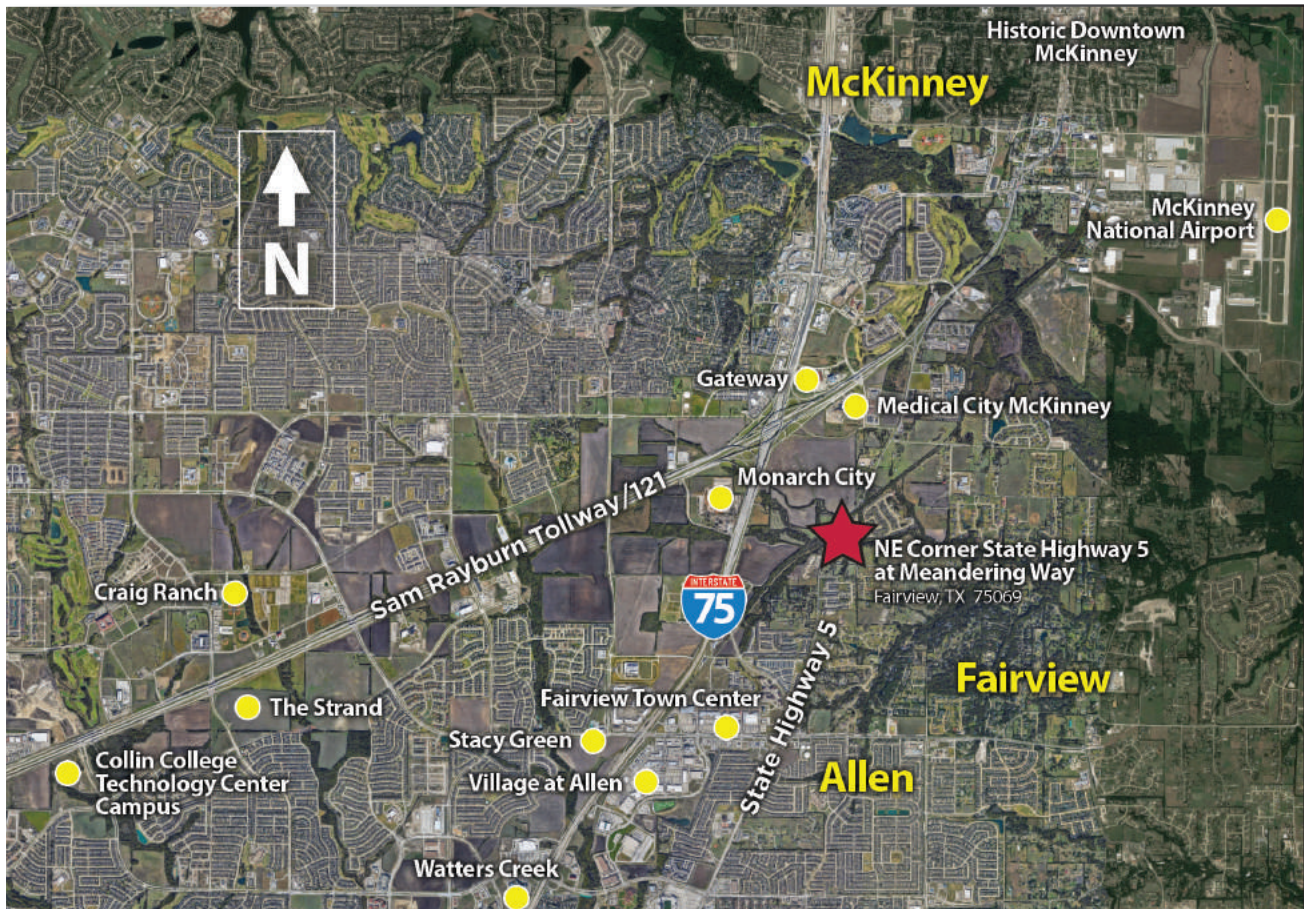 Historic Downtown
McKinney
McKinney
N
McKinney
National Airport
Gateway
Medical City McKinney
Monarch City
Sam Rayburn Tollway/121
NE Corner State Highway 5
at Meandering Way
Fairview, TX 75069
Craig Ranch
INTERSTATE
75
State Highway 5
Fairview
Fairview Town Center
The Strand
Stacy Green
Collin College
Technology Center
Campus
Village at Allen
Allen
Watters Creek